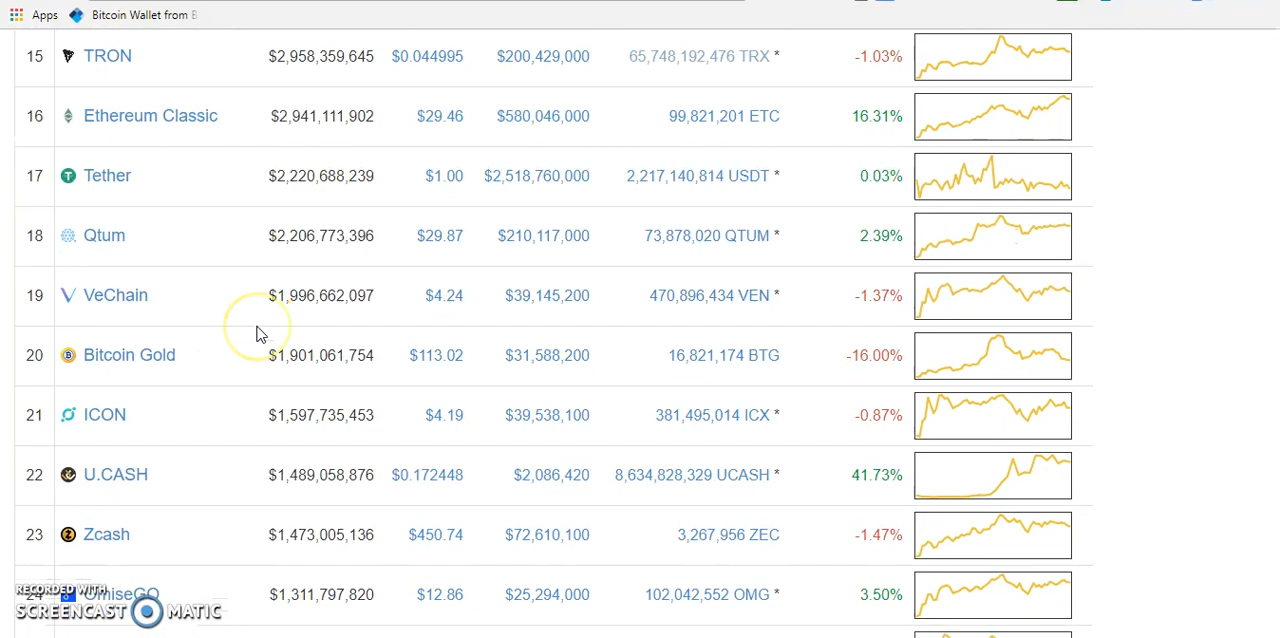 Apps Bitcoin Wallet from B
15 TRON $2,958,359,645 $0.044995 $200,429,000 65,748,192,476 TRX * -1.03%
16 Ethereum Classic $2,941,111,902 $29.46 $580,046,000 99,821,201 ETC 16.31%
17 Tether $2,220,688,239 $1.00 $2,518,760,000 2,217,140,814 USDT * 0.03%
18 Qtum $2,206,773,396 $29.87 $210,117,000 73,878,020 QTUM * 2.39%
19 VeChain $1,996,662,097 $4.24 $39,145,200 470,896,434 VEN * -1.37%
20 Bitcoin Gold $1,901,061,754 $113.02 $31,588,200 16,821,174 BTG -16.00%
21 ICON $1,597,735,453 $4.19 $39,538,100 381,495,014 ICX * -0.87%
22 U.CASH $1,489,058,876 $0.172448 $2,086,420 8,634,828,329 UCASH * 41.73%
23 Zcash $1,473,005,136 $450.74 $72,610,100 3,267,956 ZEC -1.47%
24 OmiseGO $1,311,797,820 $12.86 $25,294,000 102,042,552 OMG * 3.50%
RECORDED WITH
SCREENCAST MATIC